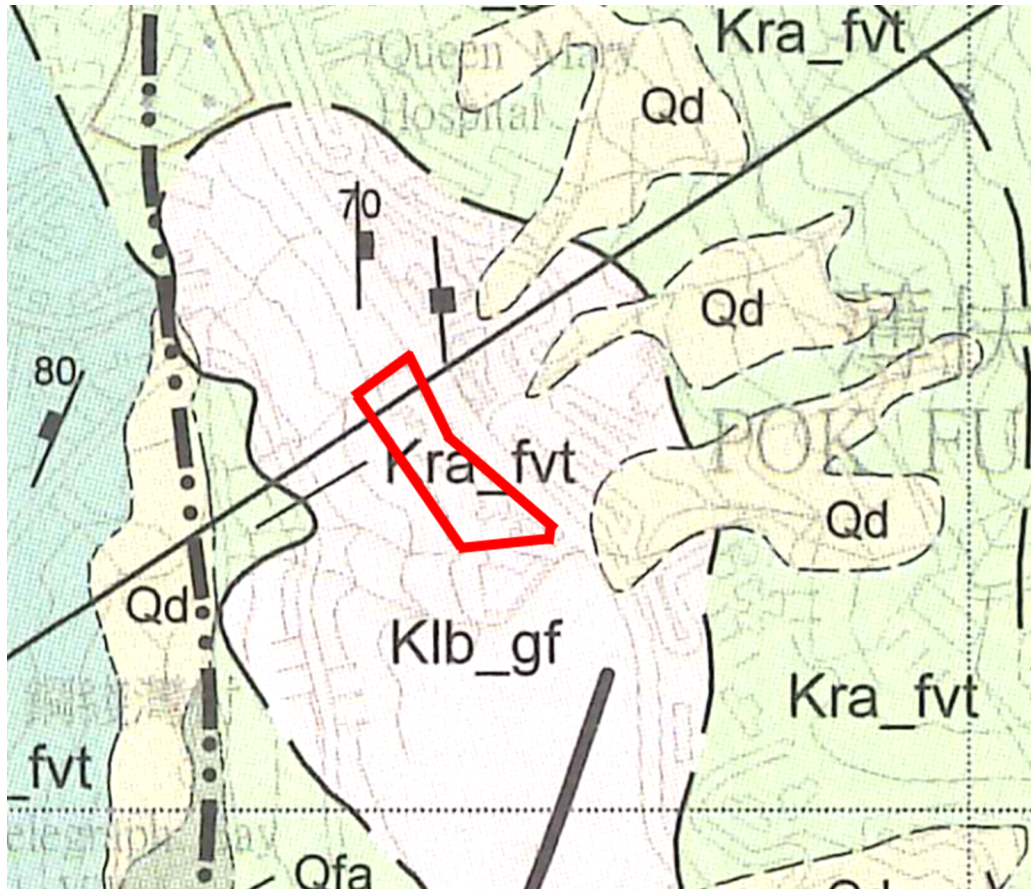 Kra_fvt
Queen Mary
Hospital
Qd
70
Qd
80
POK FU
Kra_fvt
Qd
Qd
Klb_gf
Kra_fvt
_fvt
Qfa